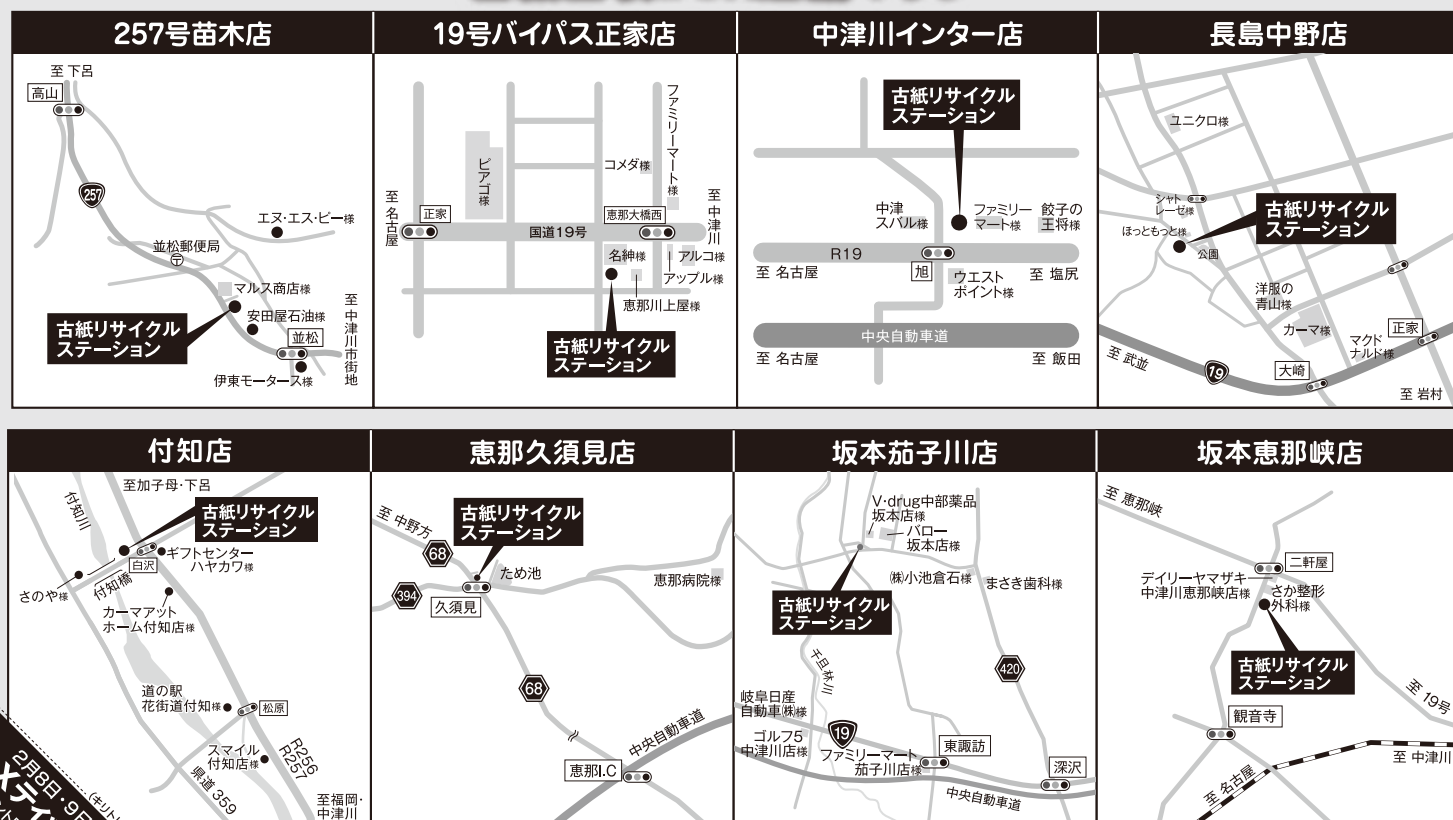 257号苗木店
至 下呂
高山
257
エヌ・エス・ビー様
並松郵便局
マルス商店様
安田屋石油様
古紙リサイクル
ステーション
並松
伊東モータース様
至 中津川市街地
19号バイパス正家店
ファミリーマート様
ピアゴ様
コメダ様
至 名古屋
正家
恵那大橋西
至 中津川
国道19号
名紳様
アルコ様
アップル様
恵那川上屋様
古紙リサイクル
ステーション
中津川インター店
古紙リサイクル
ステーション
中津
スバル様
ファミリー
マート様
餃子の
王将様
R19
至 名古屋
旭
ウエスト
ポイント様
至 塩尻
中央自動車道
至 名古屋
至 飯田
長島中野店
ユニクロ様
シャト
レーゼ様
古紙リサイクル
ステーション
ほっともっと様
公園
洋服の
青山様
カーマ様
正家
マクド
ナルド様
至 武並
19
大崎
至 岩村
付知店
至加子母・下呂
付知川
古紙リサイクル
ステーション
ギフトセンター
ハヤカワ様
白沢
付知橋
さのや様
カーマアット
ホーム付知店様
道の駅
花街道付知様
松原
スマイル
付知店様
R256
R257
県道 359
至福岡・
中津川
2月8日・9日
(キリト
恵那久須見店
至 中野方
古紙リサイクル
ステーション
68
ため池
394
久須見
恵那病院様
68
中央自動車道
恵那I.C
坂本茄子川店
V・drug中部薬品
坂本店様
バロー
坂本店様
㈱小池倉石様
まさき歯科様
古紙リサイクル
ステーション
千旦林川
420
岐阜日産
自動車㈱様
19
ゴルフ5
中津川店様
ファミリーマート
茄子川店様
東諏訪
深沢
中央自動車道
坂本恵那峡店
至 恵那峡
二軒屋
デイリーヤマザキ
中津川恵那峡店様
さか整形
外科様
古紙リサイクル
ステーション
至 19号
観音寺
至 名古屋
至 中津川